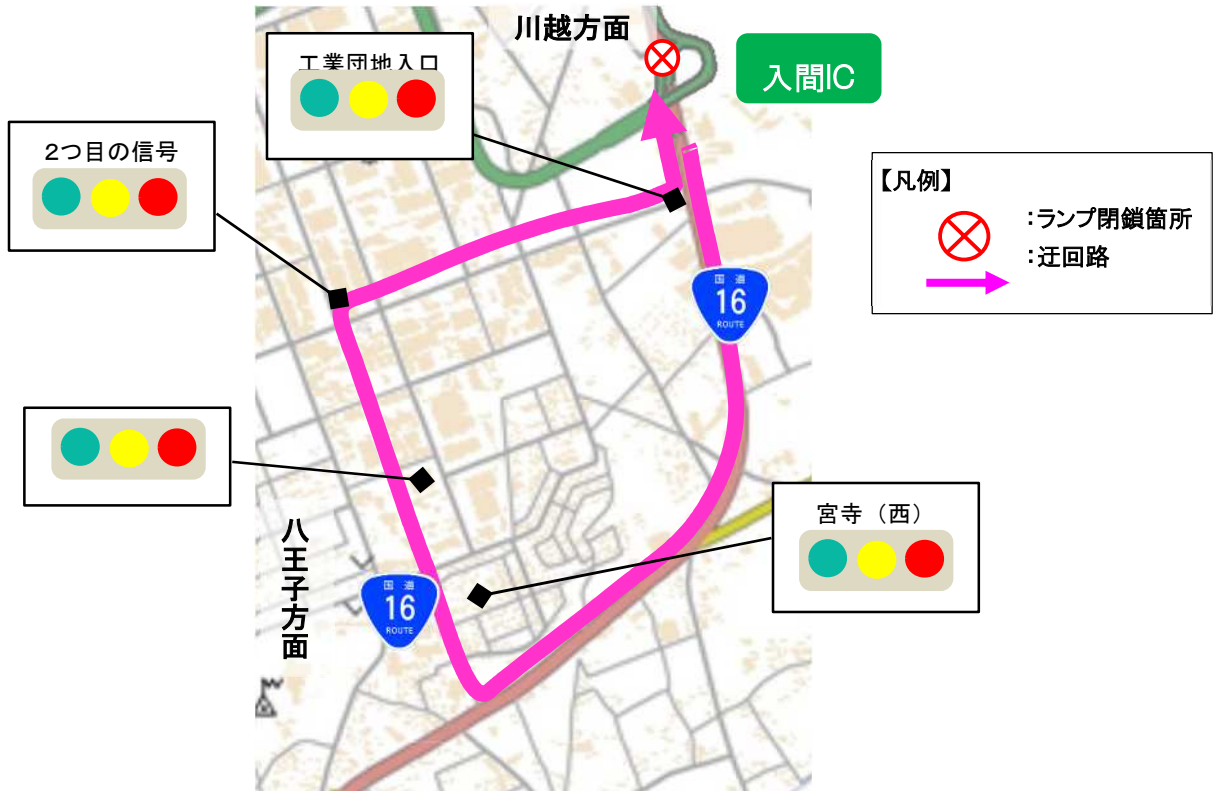 川越方面
入間IC
工業団地入口
2つ目の信号
【凡例】
:ランプ閉鎖箇所
:迂回路
国道
16
ROUTE
宮寺(西)
八王子方面
国道
16
ROUTE